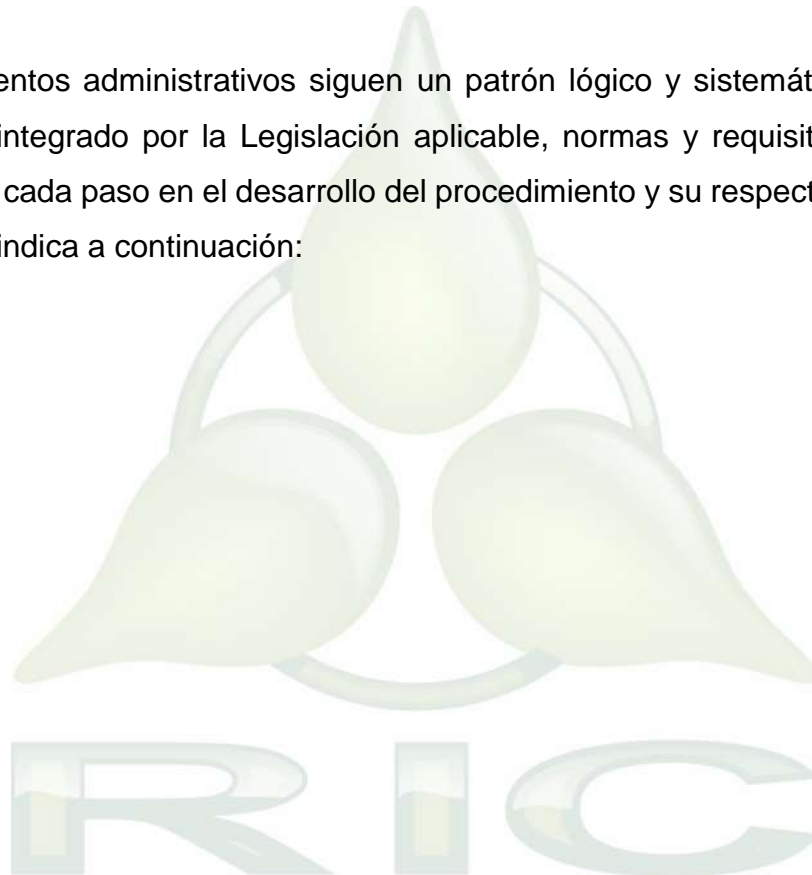 entos administrativos siguen un patrón lógico y sistemát
integrado por la Legislación aplicable, normas y requisit
cada paso en el desarrollo del procedimiento y su respect
indica a continuación:
RIC